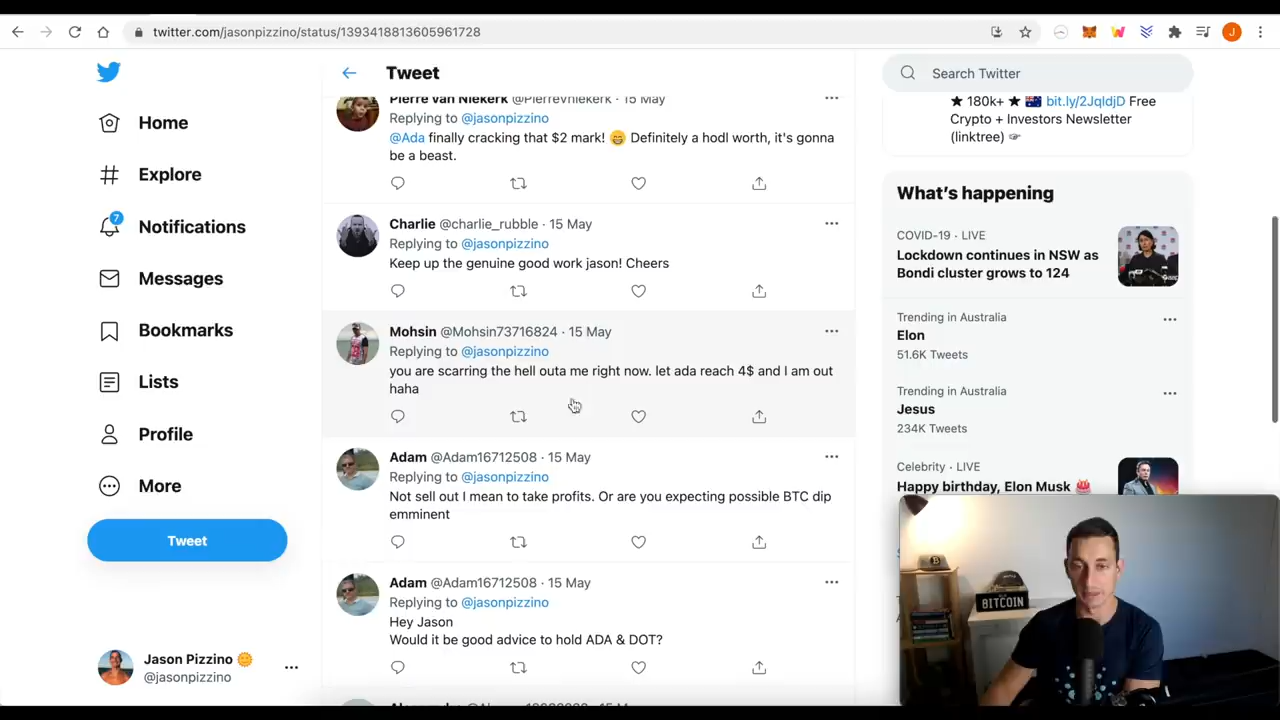 twitter.com/jasonpizzino/status/1393418813605961728
J
Home
Explore
7
Notifications
Messages
Bookmarks
Lists
Profile
More
Tweet
Jason Pizzino
@jasonpizzino
Tweet
Pierre van Niekerk @PierreVniekerk · 15 May
Replying to @jasonpizzino
@Ada finally cracking that $2 mark! 😁 Definitely a hodl worth, it's gonna
be a beast.
Charlie @charlie_rubble · 15 May
Replying to @jasonpizzino
Keep up the genuine good work jason! Cheers
Mohsin @Mohsin73716824 · 15 May
Replying to @jasonpizzino
you are scarring the hell outa me right now. let ada reach 4$ and I am out
haha
Adam @Adam16712508 · 15 May
Replying to @jasonpizzino
Not sell out I mean to take profits. Or are you expecting possible BTC dip
emminent
Adam @Adam16712508 · 15 May
Replying to @jasonpizzino
Hey Jason
Would it be good advice to hold ADA & DOT?
Search Twitter
★ 180k+ ★ 🇦🇺 bit.ly/2JqldjD Free
Crypto + Investors Newsletter
(linktree) 👉
What's happening
COVID-19 · LIVE
Lockdown continues in NSW as
Bondi cluster grows to 124
Trending in Australia
Elon
51.6K Tweets
Trending in Australia
Jesus
234K Tweets
Celebrity · LIVE
Happy birthday, Elon Musk 🎂
BITCOIN